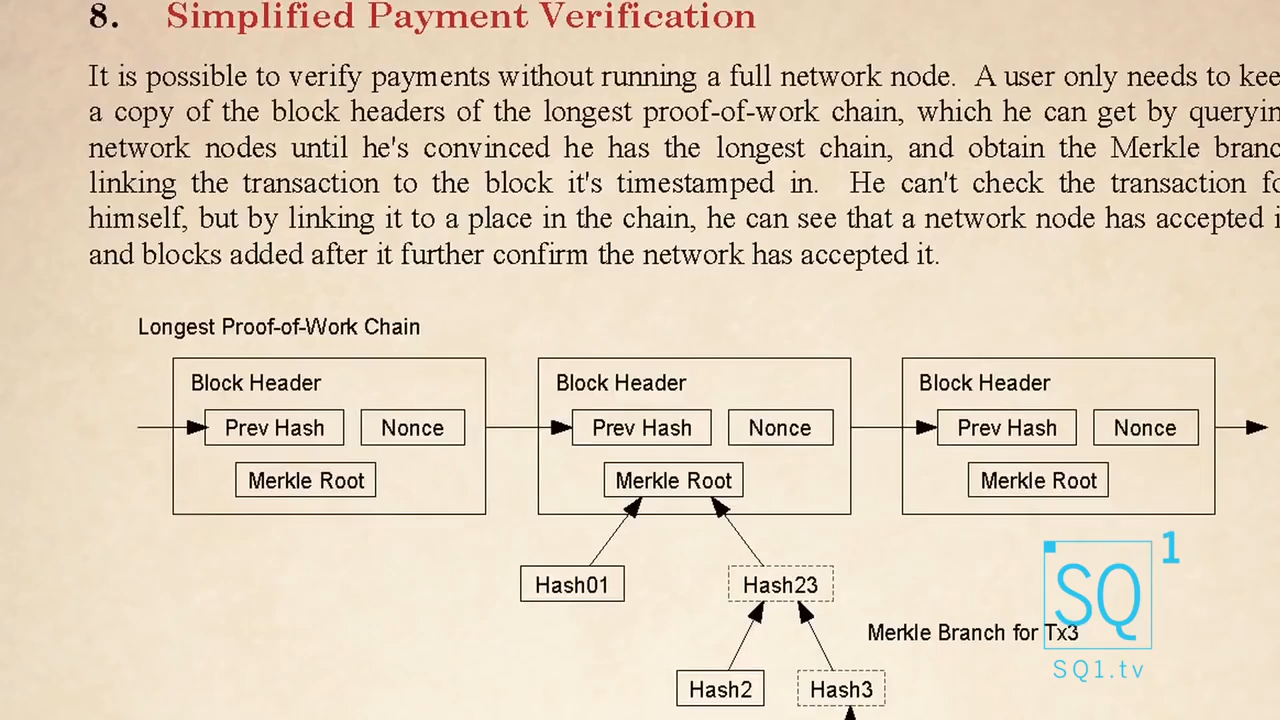 8. Simplified Payment Verification
It is possible to verify payments without running a full network node. A user only needs to kee
a copy of the block headers of the longest proof-of-work chain, which he can get by queryin
network nodes until he's convinced he has the longest chain, and obtain the Merkle branc
linking the transaction to the block it's timestamped in. He can't check the transaction fo
himself, but by linking it to a place in the chain, he can see that a network node has accepted i
and blocks added after it further confirm the network has accepted it.
Longest Proof-of-Work Chain
Block Header Block Header Block Header
Prev Hash Nonce Prev Hash Nonce Prev Hash Nonce
Merkle Root Merkle Root Merkle Root
Hash01 Hash23
Merkle Branch for Tx3
Hash2 Hash3
SQ1
SQ1.tv